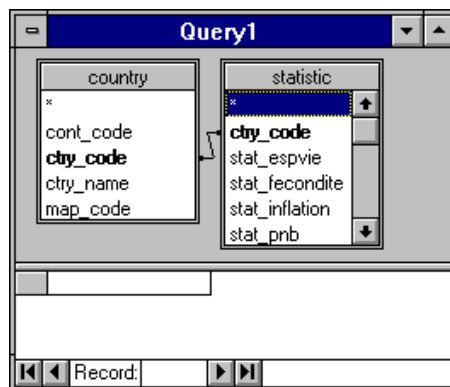 Query1
country
*
cont_code
ctry_code
ctry_name
map_code
statistic
*
ctry_code
stat_espvie
stat_fecondite
stat_inflation
stat_pnb
Record: